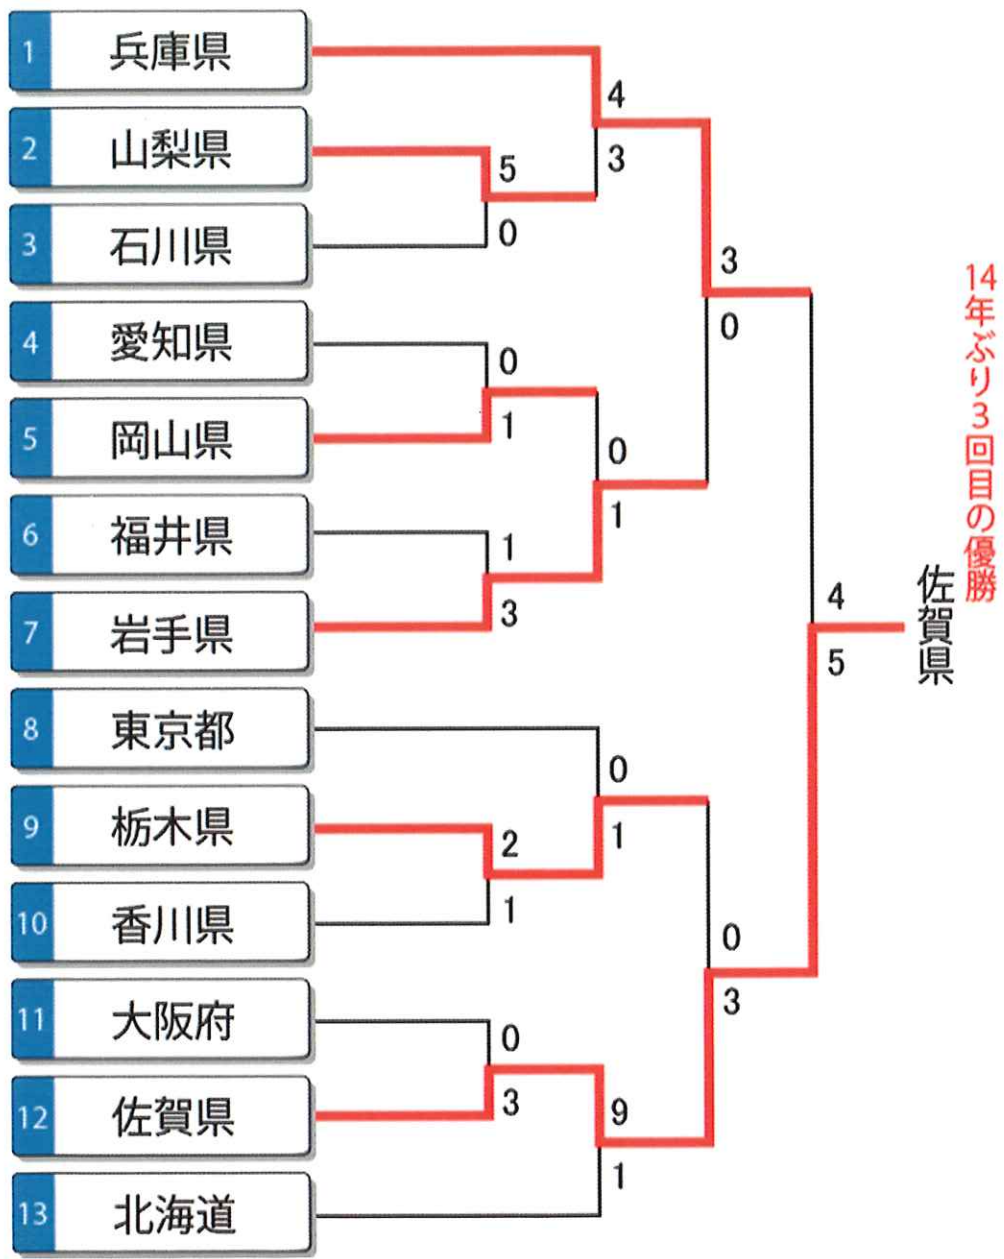 1 兵庫県
2 山梨県
3 石川県
4 愛知県
5 岡山県
6 福井県
7 岩手県
8 東京都
9 栃木県
10 香川県
11 大阪府
12 佐賀県
13 北海道
5
0
0
1
1
3
2
1
0
3
4
3
0
1
0
1
9
1
3
0
0
3
4
5
佐賀県
14年ぶり3回目の優勝